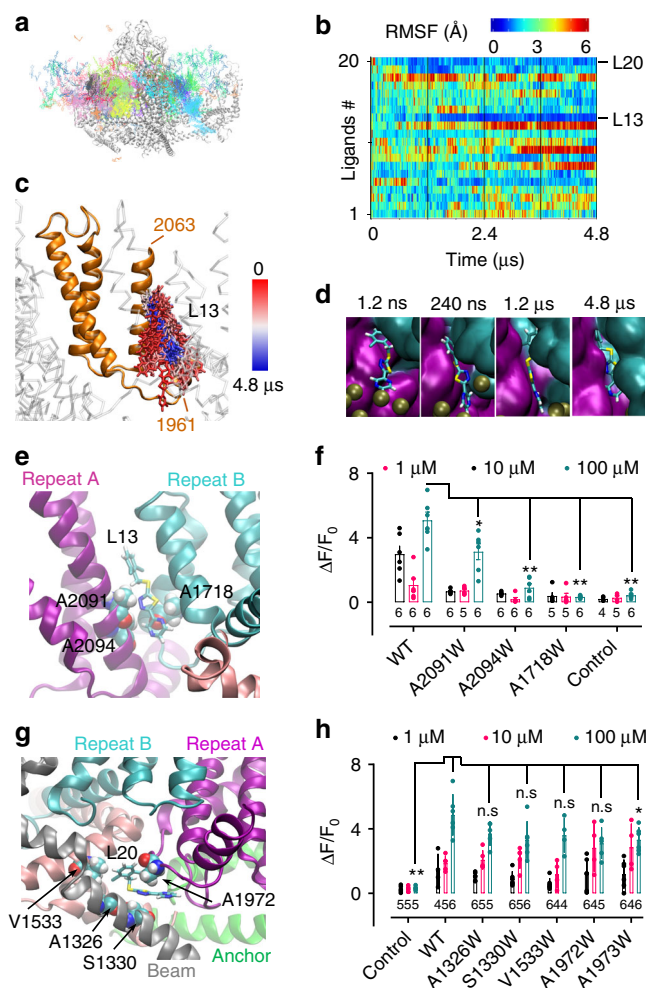 a
b
RMSF (Å)
0 3 6
20
L20
L13
Ligands #
1
0 2.4 4.8
Time (μs)
c
2063
L13
1961
0
4.8 μs
d
1.2 ns 240 ns 1.2 μs 4.8 μs
e
Repeat A
Repeat B
L13
A2091
A1718
A2094
f
1 μM 10 μM 100 μM
8
4
0
ΔF/F0
* ** ** **
6 6 6 6 5 6 6 6 6 5 5 6 4 5 6
WT
A2091W
A2094W
A1718W
Control
g
Repeat B
Repeat A
L20
V1533
A1326
S1330
A1972
Anchor
Beam
h
1 μM 10 μM 100 μM
8
4
0
ΔF/F0
** n.s n.s n.s n.s *
555 456 655 656 644 645 646
Control
WT
A1326W
S1330W
V1533W
A1972W
A1973W